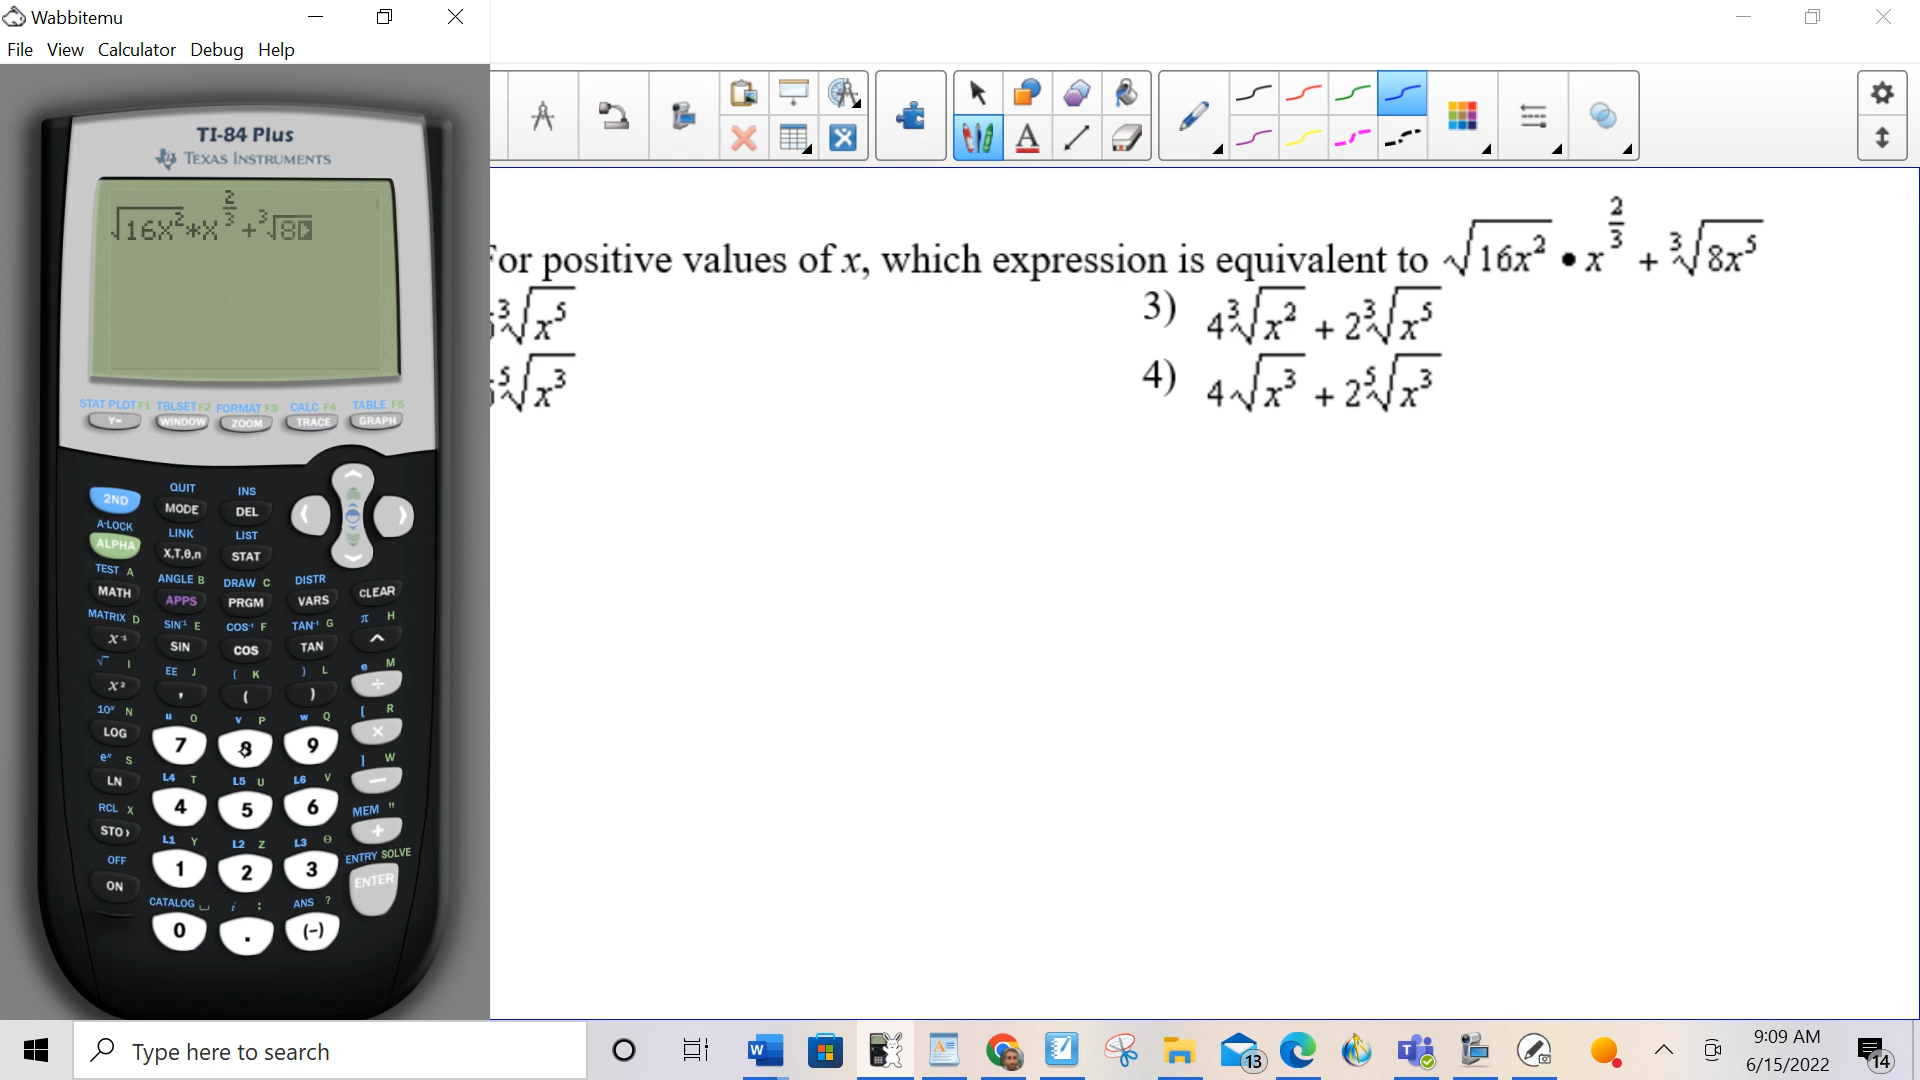 Wabbitemu
File View Calculator Debug Help
TI-84 Plus
TEXAS INSTRUMENTS
√16X²*X^(2/3)+³√8
STAT PLOT F1 TBLSET F2 FORMAT F3 CALC F4 TABLE F5
Y= WINDOW ZOOM TRACE GRAPH
QUIT INS
2ND MODE DEL
A-LOCK LINK LIST
ALPHA X,T,θ,n STAT
TEST A ANGLE B DRAW C DISTR
MATH APPS PRGM VARS CLEAR
MATRIX D SIN⁻¹ E COS⁻¹ F TAN⁻¹ G π H
x⁻¹ SIN COS TAN ^
√ I EE J { K } L e M
x² , ( ) ÷
10ˣ N u O v P w Q [ R
LOG 7 8 9 ×
eˣ S L4 T L5 U L6 V ] W
LN 4 5 6 −
RCL X L1 Y L2 Z L3 θ MEM "
STO› 1 2 3 +
OFF CATALOG ␣ i : ANS ? ENTRY SOLVE
ON 0 . (-) ENTER
For positive values of x, which expression is equivalent to √16x² • x^(2/3) + ³√8x⁵
³√x⁵ 3) 4³√x² + 2³√x⁵
⁵√x³ 4) 4√x³ + 2⁵√x³
Type here to search
13
9:09 AM
6/15/2022
14